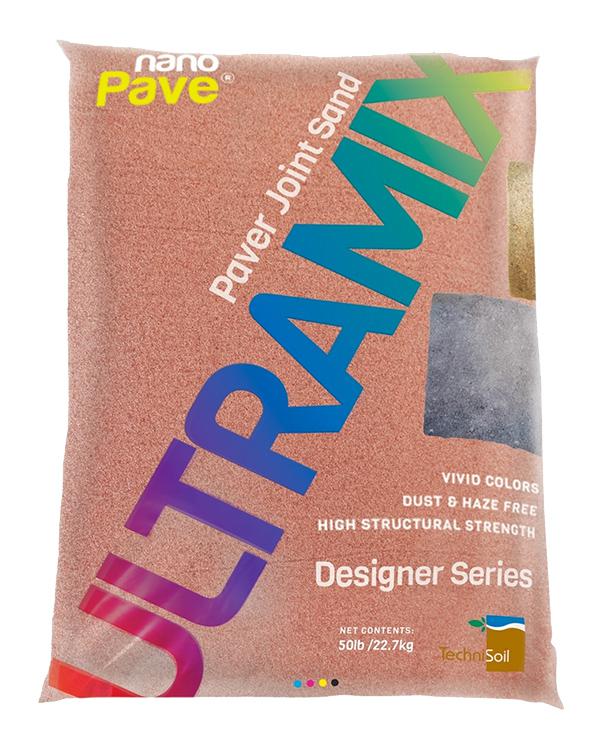 nano
Pave®
Paver Joint Sand
ULTRAMIX
VIVID COLORS
DUST & HAZE FREE
HIGH STRUCTURAL STRENGTH
Designer Series
NET CONTENTS:
50lb /22.7kg
TechniSoil